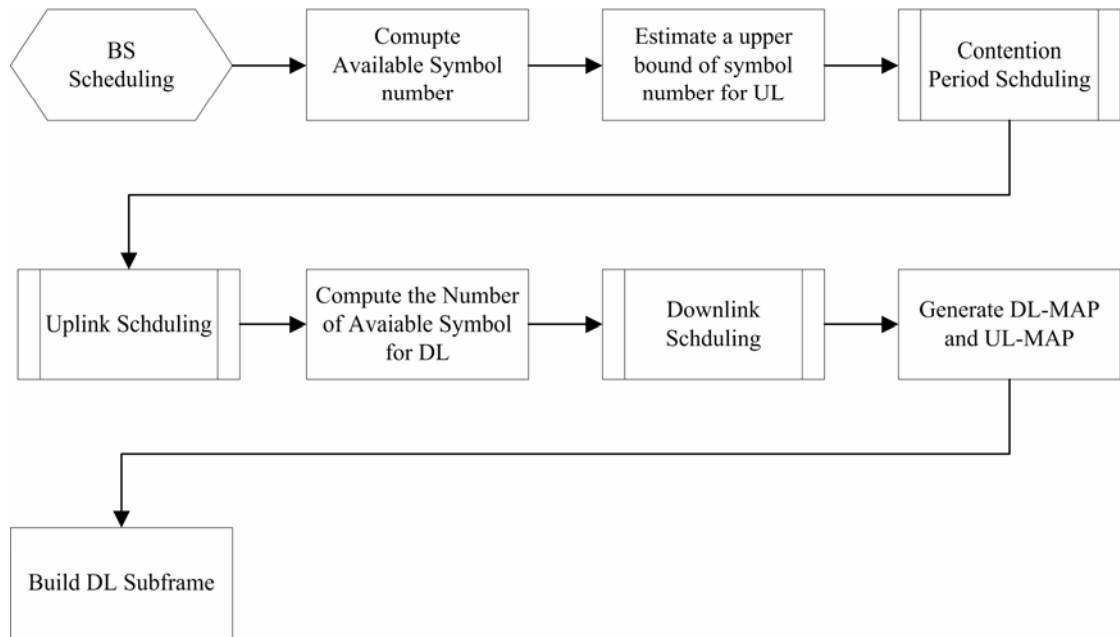 BS
Scheduling
Comupte
Available Symbol
number
Estimate a upper
bound of symbol
number for UL
Contention
Period Schduling
Uplink Schduling
Compute the Number
of Avaiable Symbol
for DL
Downlink
Schduling
Generate DL-MAP
and UL-MAP
Build DL Subframe